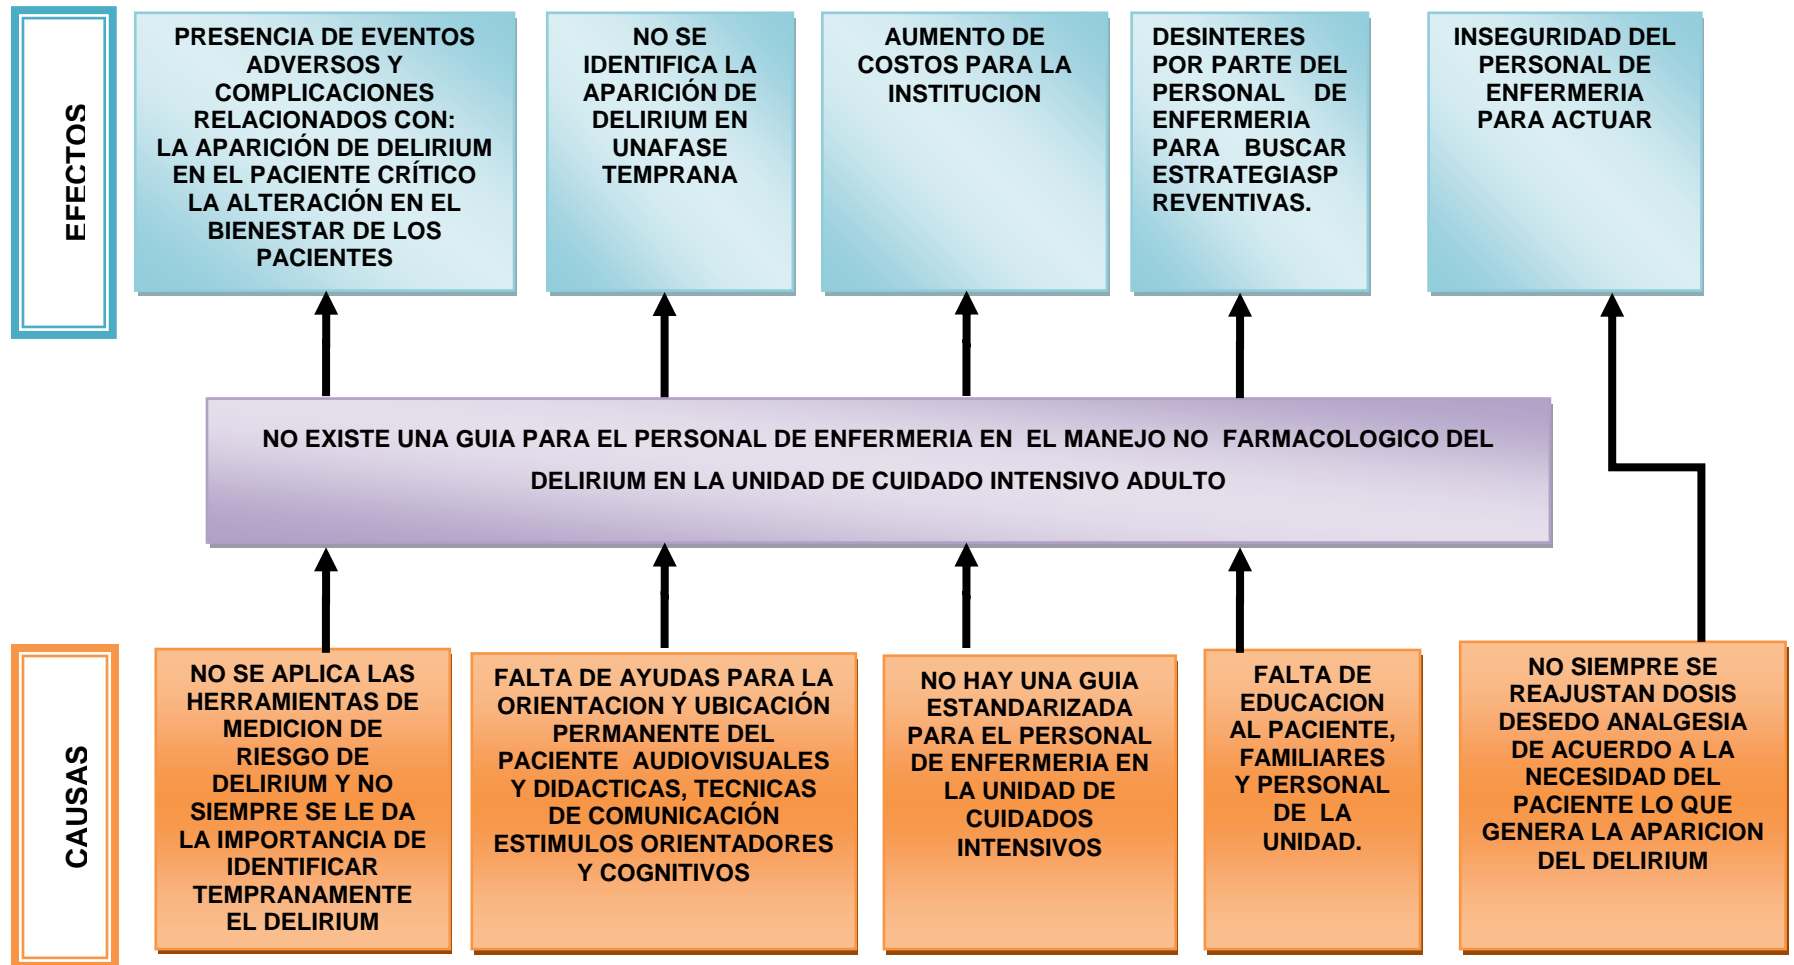 EFECTOS
PRESENCIA DE EVENTOS
ADVERSOS Y
COMPLICACIONES
RELACIONADOS CON:
LA APARICIÓN DE DELIRIUM
EN EL PACIENTE CRÍTICO
LA ALTERACIÓN EN EL
BIENESTAR DE LOS
PACIENTES
NO SE
IDENTIFICA LA
APARICIÓN DE
DELIRIUM EN
UNAFASE
TEMPRANA
AUMENTO DE
COSTOS PARA LA
INSTITUCION
DESINTERES
POR PARTE DEL
PERSONAL DE
ENFERMERIA
PARA BUSCAR
ESTRATEGIASP
REVENTIVAS.
INSEGURIDAD DEL
PERSONAL DE
ENFERMERIA
PARA ACTUAR
NO EXISTE UNA GUIA PARA EL PERSONAL DE ENFERMERIA EN EL MANEJO NO FARMACOLOGICO DEL
DELIRIUM EN LA UNIDAD DE CUIDADO INTENSIVO ADULTO
CAUSAS
NO SE APLICA LAS
HERRAMIENTAS DE
MEDICION DE
RIESGO DE
DELIRIUM Y NO
SIEMPRE SE LE DA
LA IMPORTANCIA DE
IDENTIFICAR
TEMPRANAMENTE
EL DELIRIUM
FALTA DE AYUDAS PARA LA
ORIENTACION Y UBICACIÓN
PERMANENTE DEL
PACIENTE AUDIOVISUALES
Y DIDACTICAS, TECNICAS
DE COMUNICACIÓN
ESTIMULOS ORIENTADORES
Y COGNITIVOS
NO HAY UNA GUIA
ESTANDARIZADA
PARA EL PERSONAL
DE ENFERMERIA EN
LA UNIDAD DE
CUIDADOS
INTENSIVOS
FALTA DE
EDUCACION
AL PACIENTE,
FAMILIARES
Y PERSONAL
DE LA
UNIDAD.
NO SIEMPRE SE
REAJUSTAN DOSIS
DESEDO ANALGESIA
DE ACUERDO A LA
NECESIDAD DEL
PACIENTE LO QUE
GENERA LA APARICION
DEL DELIRIUM